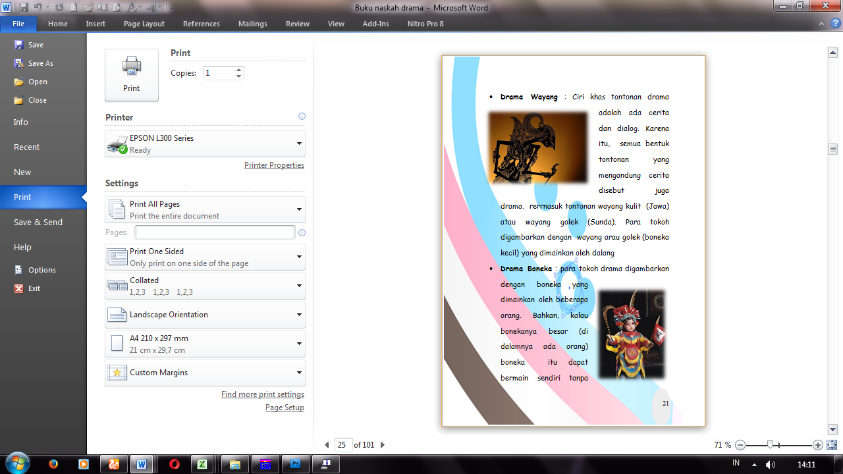 Buku naskah drama - Microsoft Word
File Home Insert Page Layout References Mailings Review View Add-Ins Nitro Pro 8
Save
Save As
Open
Close
Info
Recent
New
Print
Save & Send
Help
Options
Exit
Print
Print
Copies: 1
Printer
EPSON L300 Series
Ready
Printer Properties
Settings
Print All Pages
Print the entire document
Pages:
Print One Sided
Only print on one side of the page
Collated
1,2,3 1,2,3 1,2,3
Landscape Orientation
A4 210 x 297 mm
21 cm x 29,7 cm
Custom Margins
Find more print settings
Page Setup
• Drama Wayang : Ciri khas tontonan drama
adalah ada cerita
dan dialog. Karena
itu, semua bentuk
tontonan yang
mengandung cerita
disebut juga
drama, termasuk tontonan wayang kulit (Jawa)
atau wayang golek (Sunda). Para tokoh
digambarkan dengan wayang arau golek (boneka
kecil) yang dimainkan oleh dalang
• Drama Boneka : para tokoh drama digambarkan
dengan boneka yang
dimainkan oleh beberapa
orang. Bahkan, kalau
bonekanya besar (di
dalamnya ada orang)
boneka itu dapat
bermain sendiri tanpa
21
25 of 101
71 %
IN 14:11